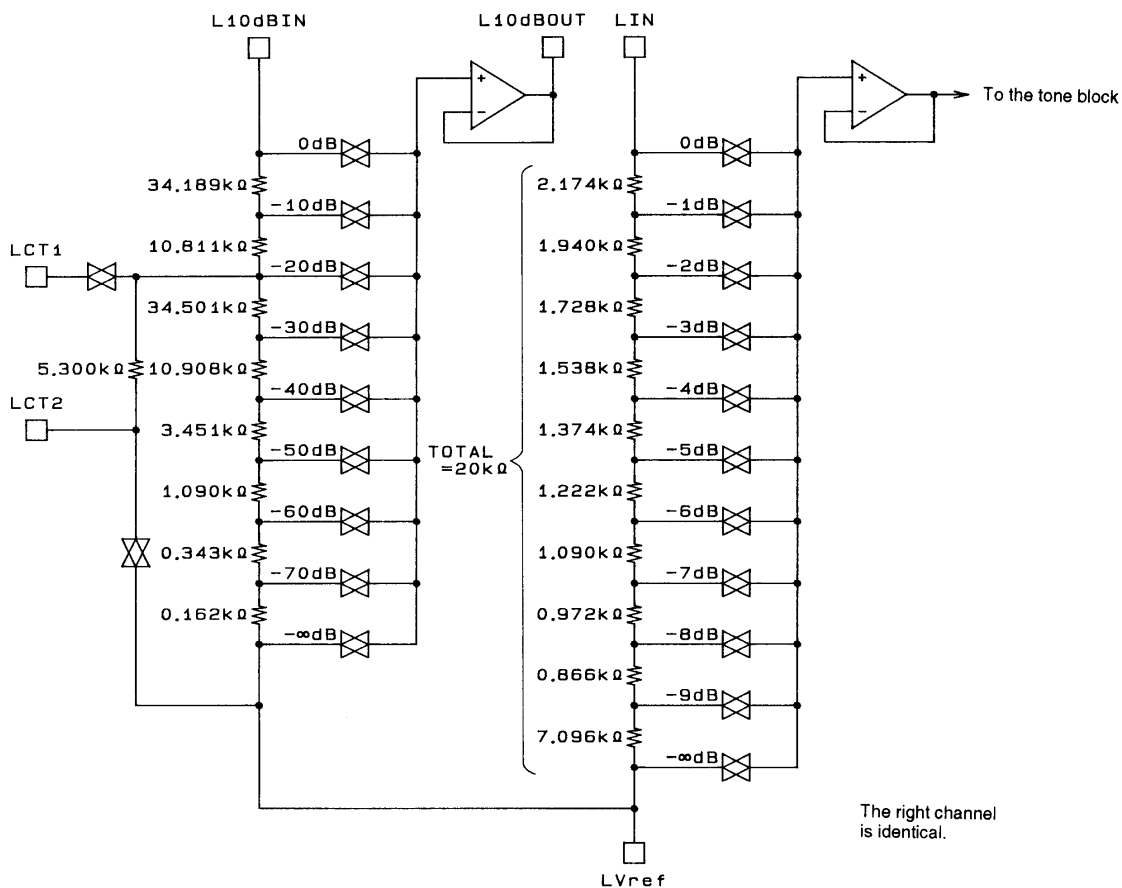 L10dBIN
L10dBOUT
LIN
To the tone block
0dB
34.189kΩ
-10dB
10.811kΩ
LCT1
-20dB
34.501kΩ
-30dB
5.300kΩ
10.908kΩ
-40dB
LCT2
3.451kΩ
-50dB
1.090kΩ
-60dB
0.343kΩ
-70dB
0.162kΩ
-∞dB
TOTAL
=20kΩ
0dB
2.174kΩ
-1dB
1.940kΩ
-2dB
1.728kΩ
-3dB
1.538kΩ
-4dB
1.374kΩ
-5dB
1.222kΩ
-6dB
1.090kΩ
-7dB
0.972kΩ
-8dB
0.866kΩ
-9dB
7.096kΩ
-∞dB
+
-
+
-
The right channel
is identical.
LVref